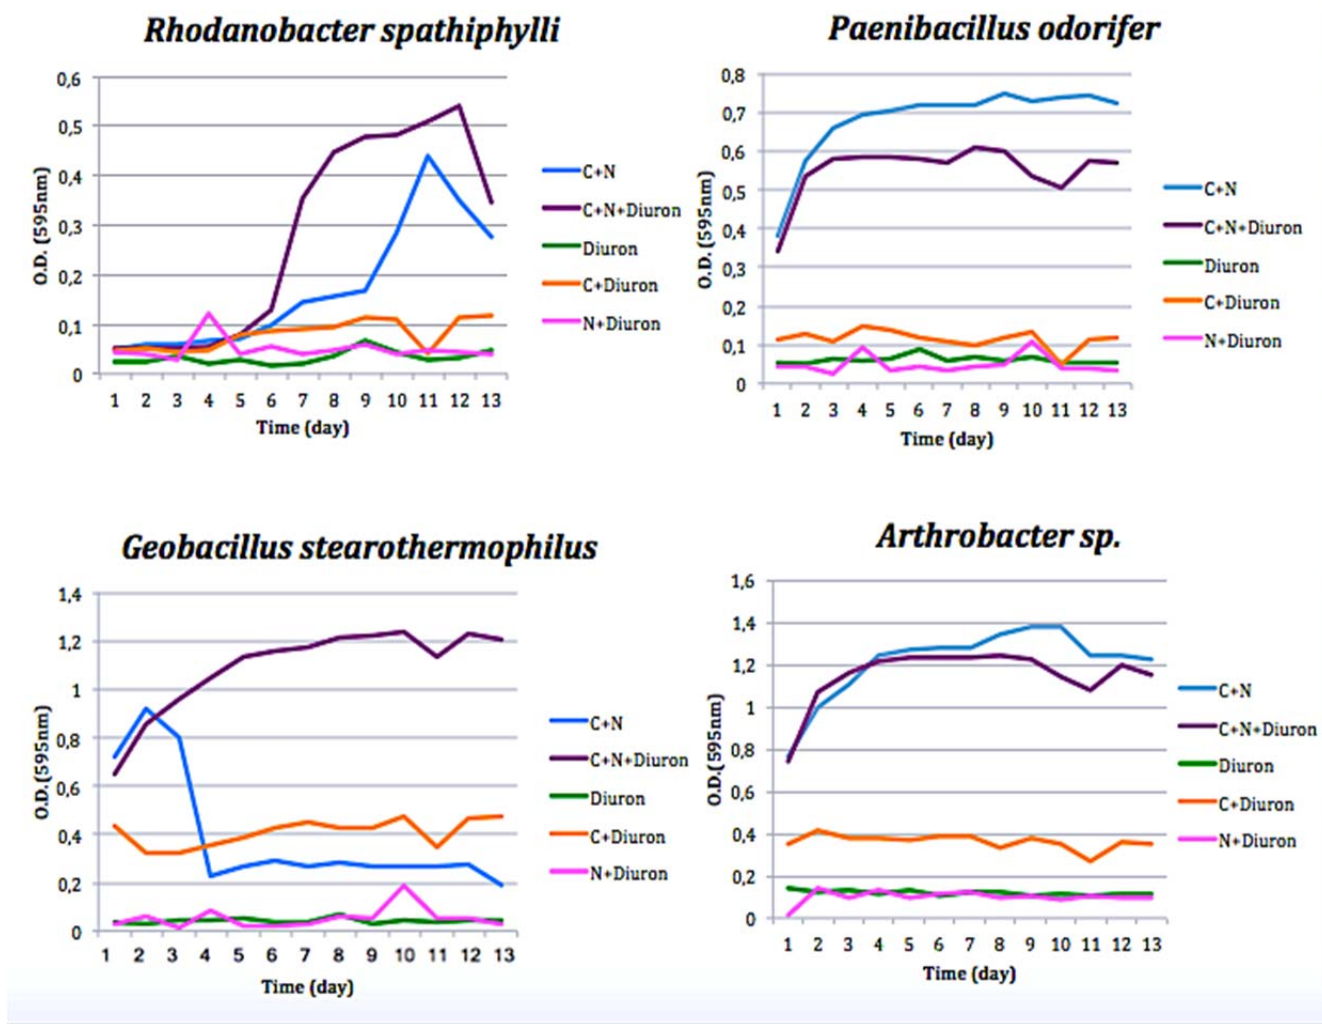 Rhodanobacter spathiphylli
0,6
0,5
0,4
0,3
0,2
0,1
0
O.D. (595nm)
1 2 3 4 5 6 7 8 9 10 11 12 13
Time (day)
C+N
C+N+Diuron
Diuron
C+Diuron
N+Diuron
Paenibacillus odorifer
0,8
0,7
0,6
0,5
0,4
0,3
0,2
0,1
0
O.D. (595nm)
1 2 3 4 5 6 7 8 9 10 11 12 13
Time (day)
C+N
C+N+Diuron
Diuron
C+Diuron
N+Diuron
Geobacillus stearothermophilus
1,4
1,2
1
0,8
0,6
0,4
0,2
0
O.D.(595nm)
1 2 3 4 5 6 7 8 9 10 11 12 13
Time (day)
C+N
C+N+Diuron
Diuron
C+Diuron
N+Diuron
Arthrobacter sp.
1,6
1,4
1,2
1
0,8
0,6
0,4
0,2
0
O.D.(595nm)
1 2 3 4 5 6 7 8 9 10 11 12 13
Time (day)
C+N
C+N+Diuron
Diuron
C+Diuron
N+Diuron